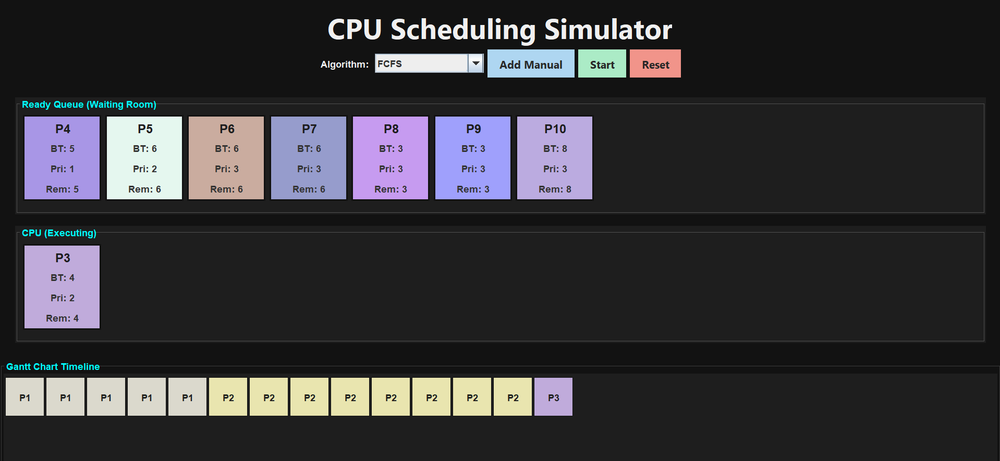 CPU Scheduling Simulator
Algorithm: FCFS Add Manual Start Reset
Ready Queue (Waiting Room)
P4 P5 P6 P7 P8 P9 P10
BT: 5 BT: 6 BT: 6 BT: 6 BT: 3 BT: 3 BT: 8
Pri: 1 Pri: 2 Pri: 3 Pri: 3 Pri: 3 Pri: 3 Pri: 3
Rem: 5 Rem: 6 Rem: 6 Rem: 6 Rem: 3 Rem: 3 Rem: 8
CPU (Executing)
P3
BT: 4
Pri: 2
Rem: 4
Gantt Chart Timeline
P1 P1 P1 P1 P1 P2 P2 P2 P2 P2 P2 P2 P2 P3